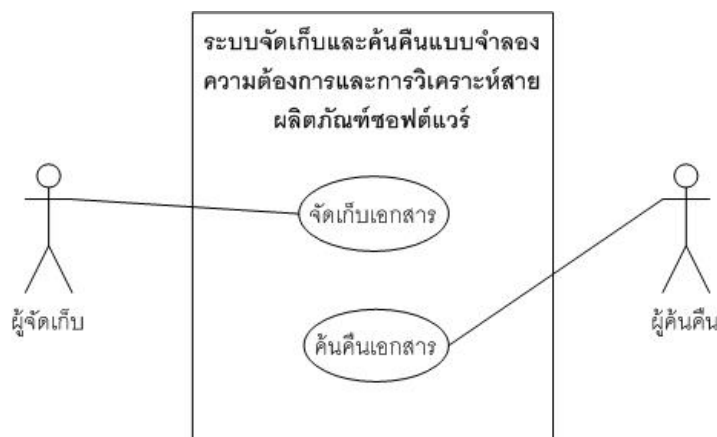 ระบบจัดเก็บและค้นคืนแบบจำลอง
ความต้องการและการวิเคราะห์สาย
ผลิตภัณฑ์ซอฟต์แวร์
จัดเก็บเอกสาร
ผู้จัดเก็บ
ค้นคืนเอกสาร
ผู้ค้นคืน